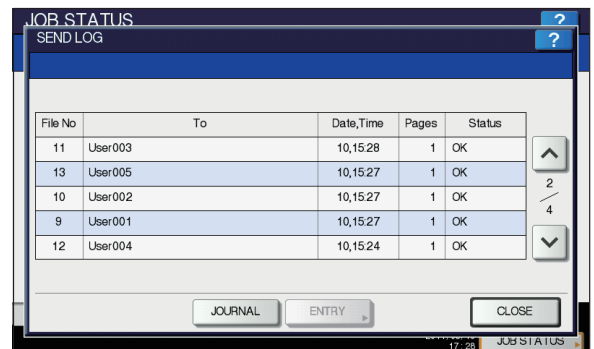 JOB STATUS ?
SEND LOG ?
File No To Date,Time Pages Status
11 User003 10,15:28 1 OK
13 User005 10,15:27 1 OK
10 User002 10,15:27 1 OK
9 User001 10,15:27 1 OK
12 User004 10,15:24 1 OK
2
4
JOURNAL ENTRY CLOSE
17:28 JOB STATUS